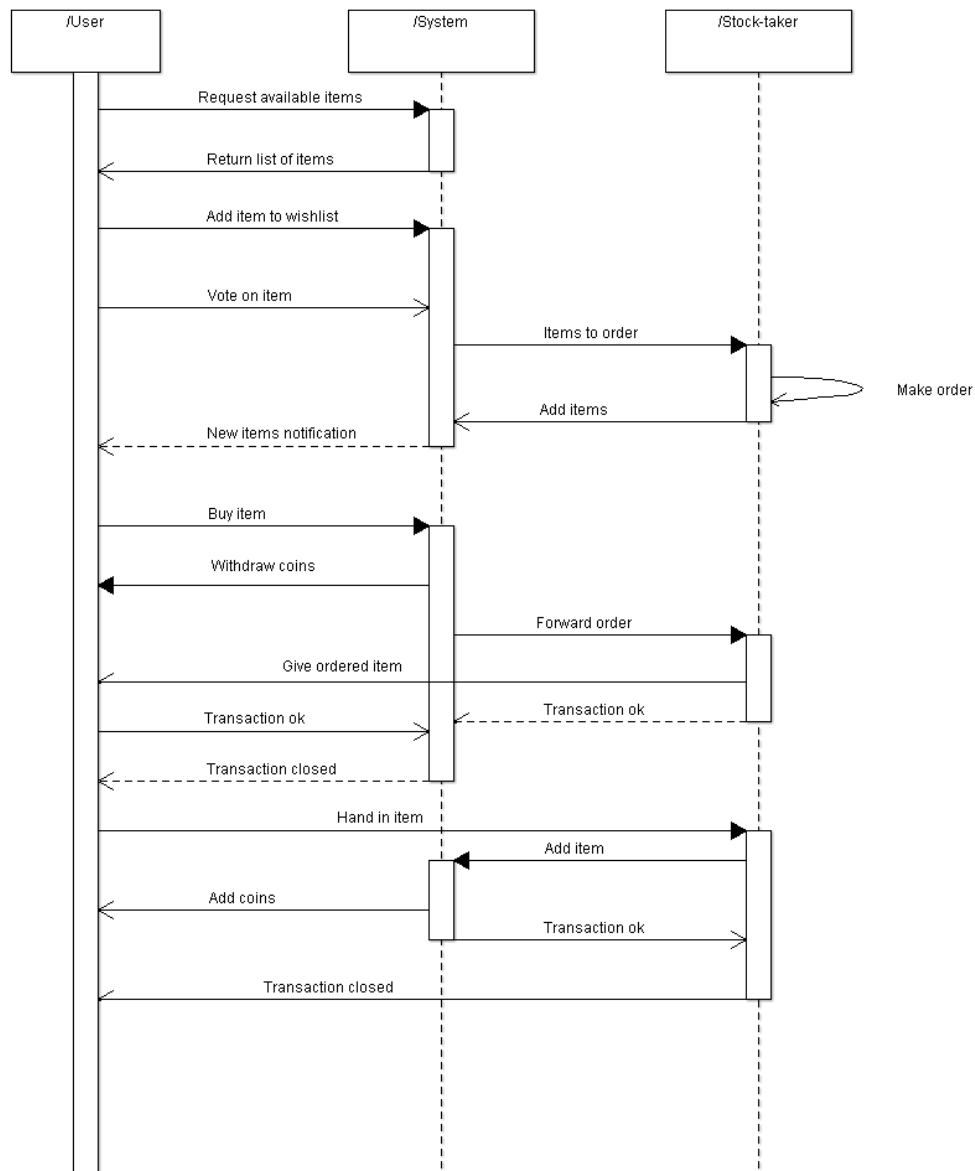 /User
/System
/Stock-taker
Request available items
Return list of items
Add item to wishlist
Vote on item
Items to order
Make order
Add items
New items notification
Buy item
Withdraw coins
Forward order
Give ordered item
Transaction ok
Transaction ok
Transaction closed
Hand in item
Add item
Add coins
Transaction ok
Transaction closed